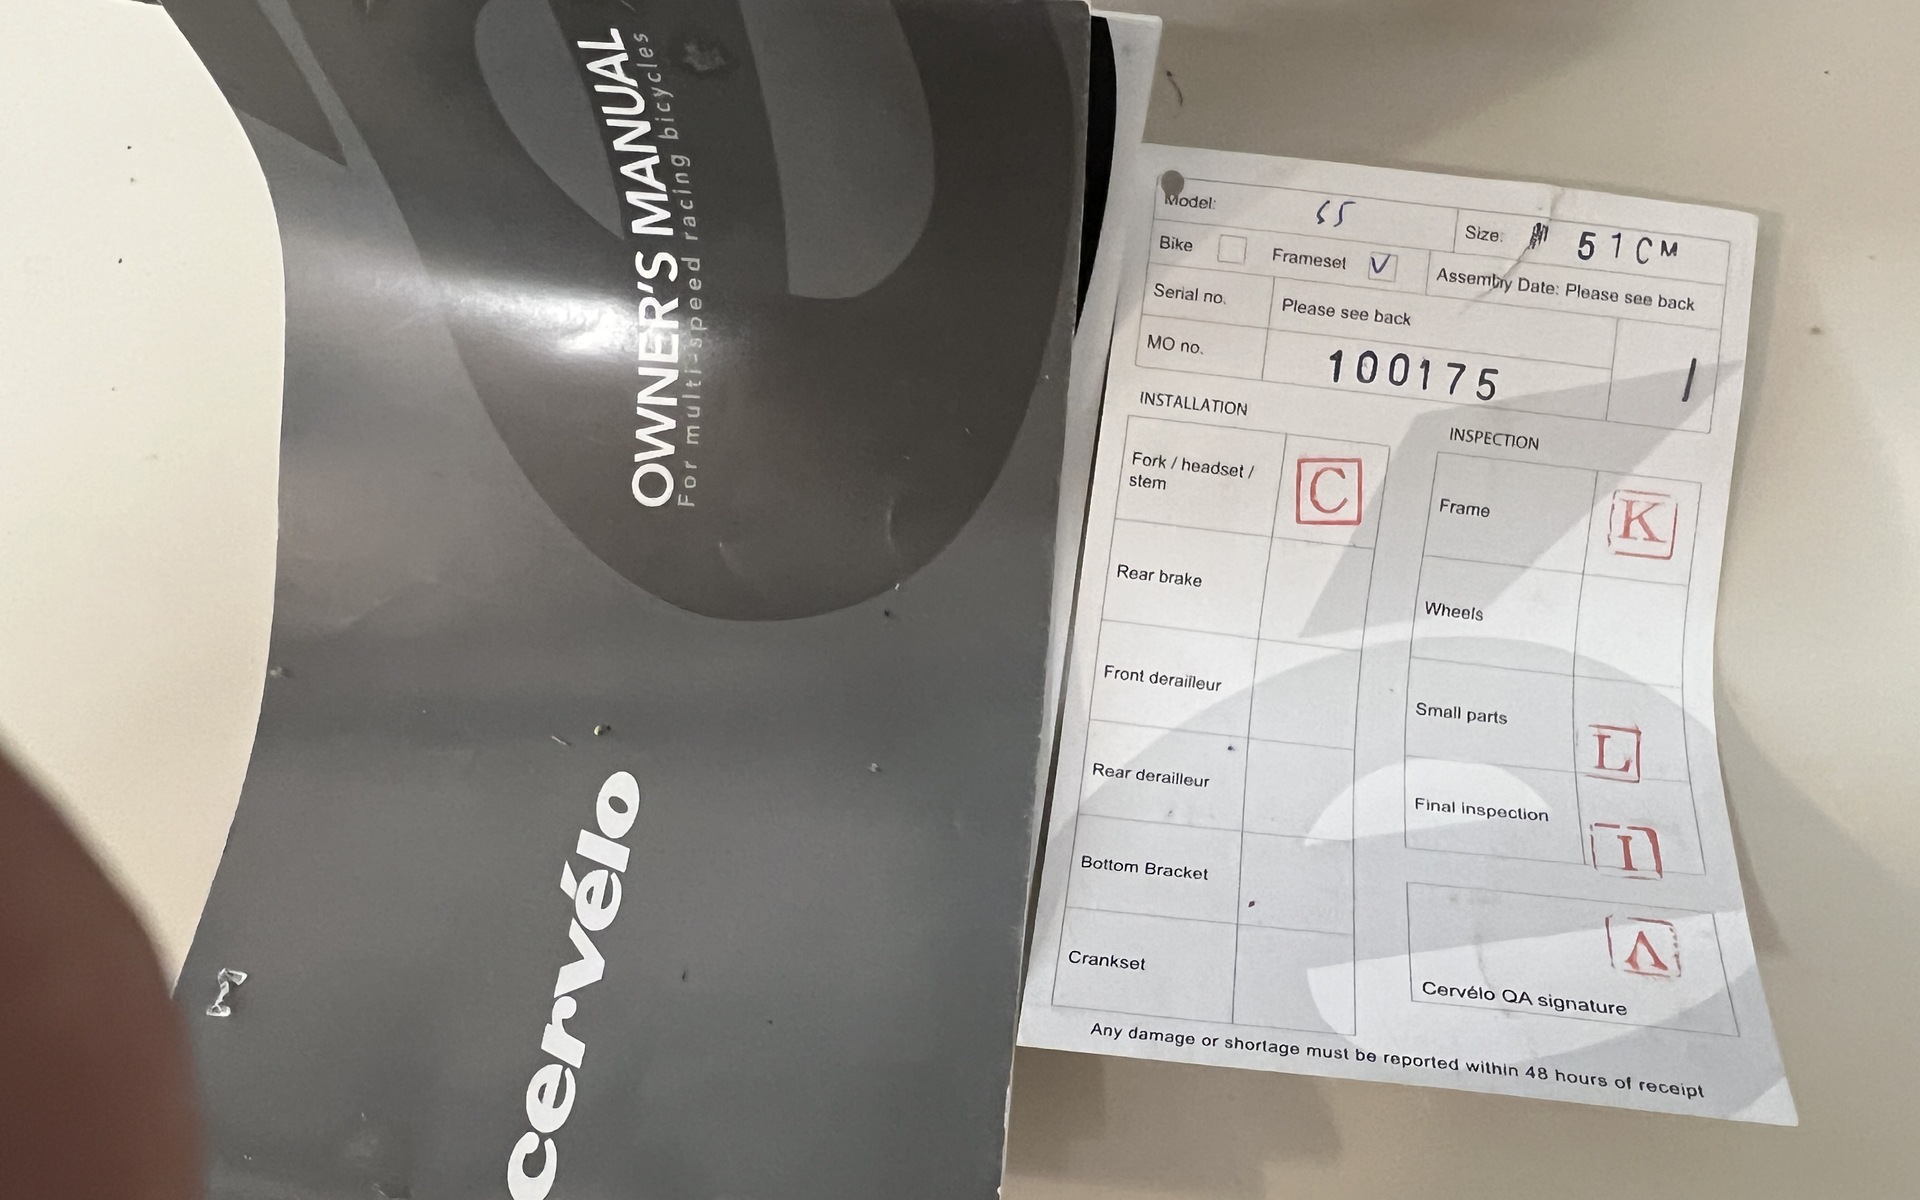 OWNER'S MANUAL
For multi-speed racing bicycles
cervélo
Model: S5
Size: 51CM
Bike
Frameset V
Assembly Date: Please see back
Serial no. Please see back
MO no. 100175 1
INSTALLATION
Fork / headset / stem C
Rear brake
Front derailleur
Rear derailleur
Bottom Bracket
Crankset
INSPECTION
Frame K
Wheels
Small parts L
Final inspection I
A
Cervélo QA signature
Any damage or shortage must be reported within 48 hours of receipt